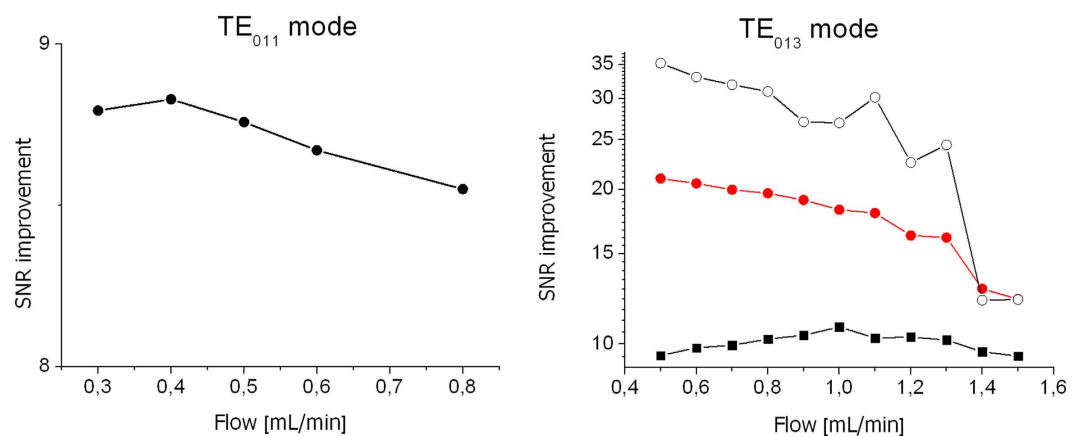 TE011 mode
9
8
SNR improvement
0,3 0,4 0,5 0,6 0,7 0,8
Flow [mL/min]
TE013 mode
35
30
25
20
15
10
SNR improvement
0,4 0,6 0,8 1,0 1,2 1,4 1,6
Flow [mL/min]